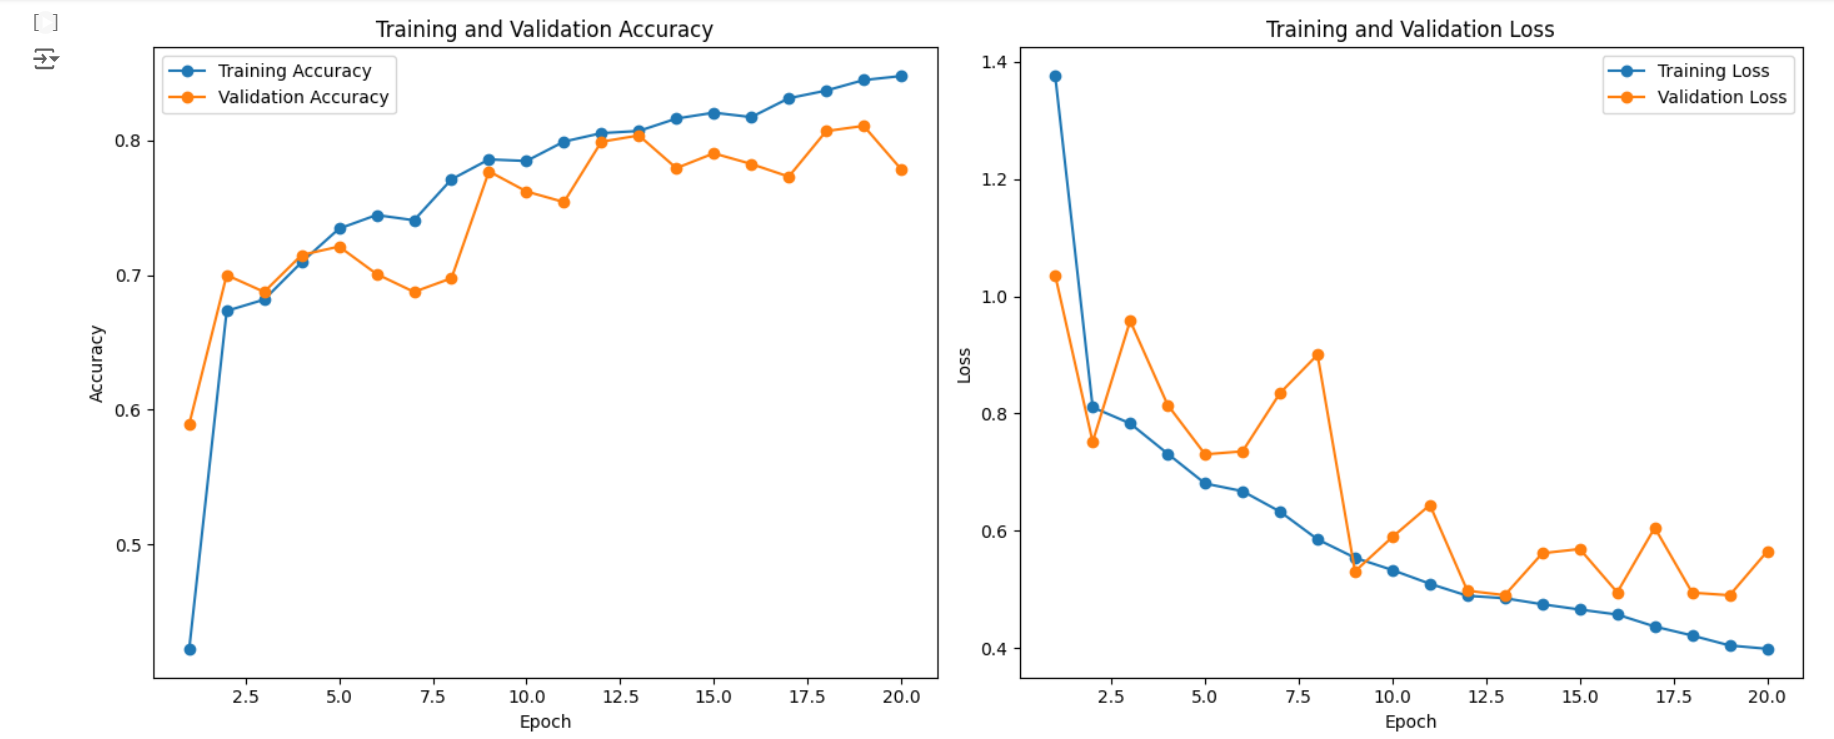 [ ]
Training and Validation Accuracy
Training Accuracy
Validation Accuracy
Accuracy
0.8
0.7
0.6
0.5
2.5 5.0 7.5 10.0 12.5 15.0 17.5 20.0
Epoch
Training and Validation Loss
Training Loss
Validation Loss
Loss
1.4
1.2
1.0
0.8
0.6
0.4
2.5 5.0 7.5 10.0 12.5 15.0 17.5 20.0
Epoch